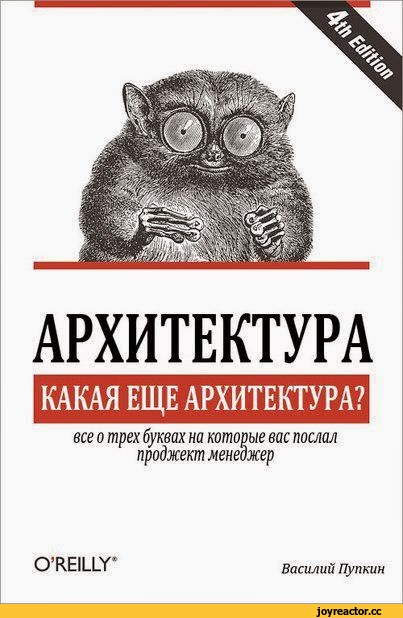 4th Edition
АРХИТЕКТУРА
КАКАЯ ЕЩЕ АРХИТЕКТУРА?
все о трех буквах на которые вас послал
проджект менеджер
O'REILLY®
Василий Пупкин
joyreactor.cc